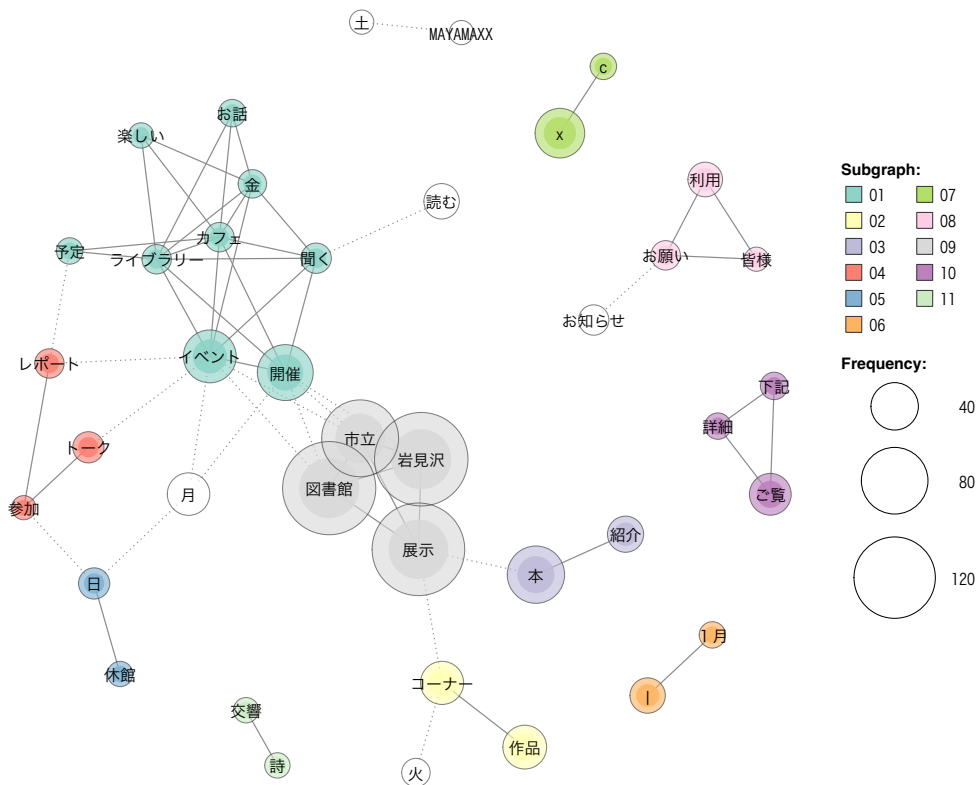 土
MAYAMAXX
c
x
お話
楽しい
金
利用
読む
カフェ
予定
ライブラリー
聞く
お願い
皆様
お知らせ
イベント
レポート
開催
下記
詳細
市立
トーク
岩見沢
図書館
月
ご覧
参加
紹介
展示
本
日
休館
1月
コーナー
|
交響
作品
詩
火
Subgraph:
01
07
02
08
03
09
04
10
05
11
06
Frequency:
40
80
120